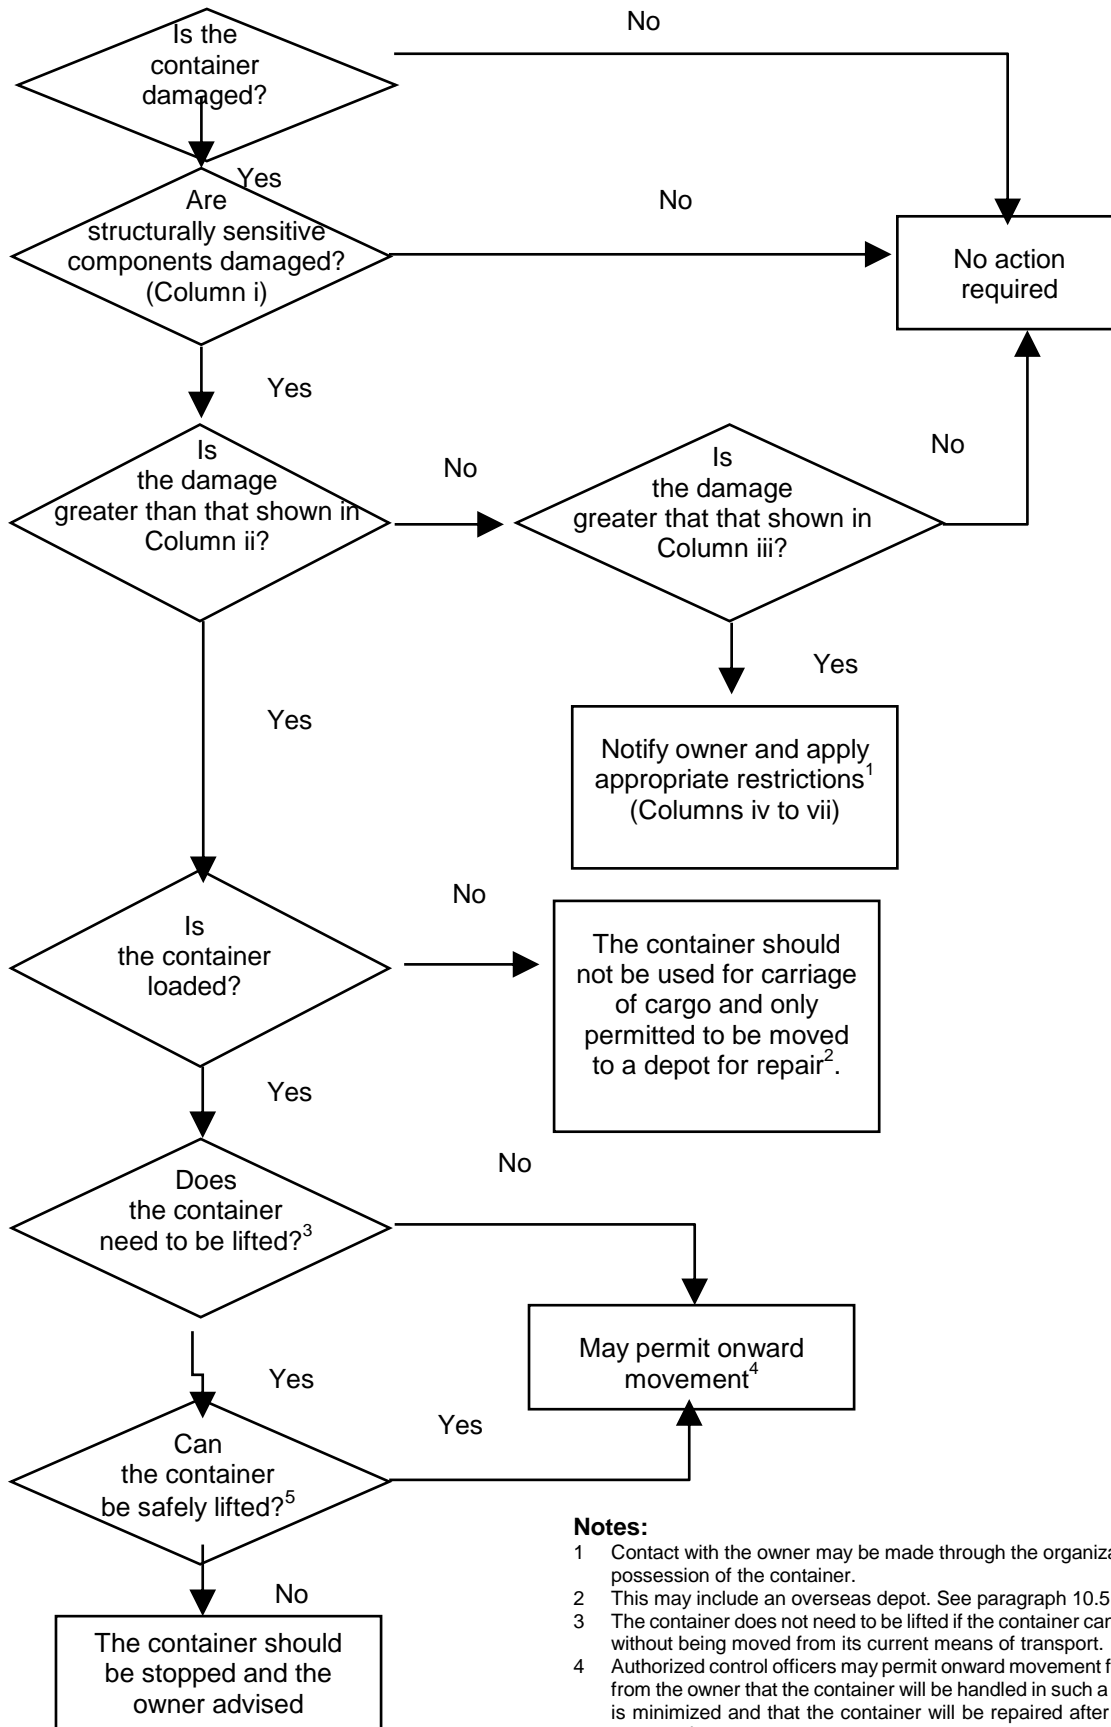 No
Is the
container
damaged?
Yes
Are
structurally sensitive
components damaged?
(Column i)
No
No action
required
Yes
Is
the damage
greater than that shown in
Column ii?
No
Is
the damage
greater that that shown in
Column iii?
No
Yes
Yes
Notify owner and apply
appropriate restrictions1
(Columns iv to vii)
Is
the container
loaded?
No
The container should
not be used for carriage
of cargo and only
permitted to be moved
to a depot for repair2.
Yes
Does
the container
need to be lifted?3
No
May permit onward
movement4
Yes
Can
the container
be safely lifted?5
Yes
No
The container should
be stopped and the
owner advised
Notes:
1 Contact with the owner may be made through the
possession of the container.
2 This may include an overseas depot. See paragraph 10.5
3 The container does not need to be lifted if the container
without being moved from its current means of transport.
4 Authorized control officers may permit onward movement
from the owner that the container will be handled in such a
is minimized and that the container will be repaired after